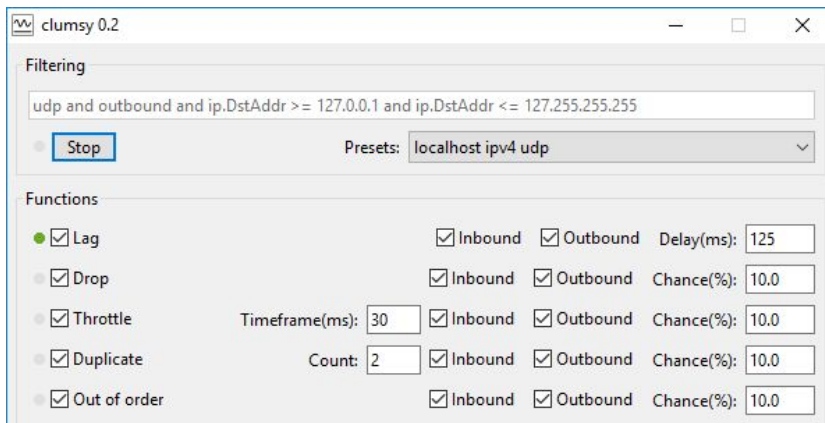 clumsy 0.2
Filtering
udp and outbound and ip.DstAddr >= 127.0.0.1 and ip.DstAddr <= 127.255.255.255
Stop Presets: localhost ipv4 udp
Functions
Lag Inbound Outbound Delay(ms): 125
Drop Inbound Outbound Chance(%): 10.0
Throttle Timeframe(ms): 30 Inbound Outbound Chance(%): 10.0
Duplicate Count: 2 Inbound Outbound Chance(%): 10.0
Out of order Inbound Outbound Chance(%): 10.0